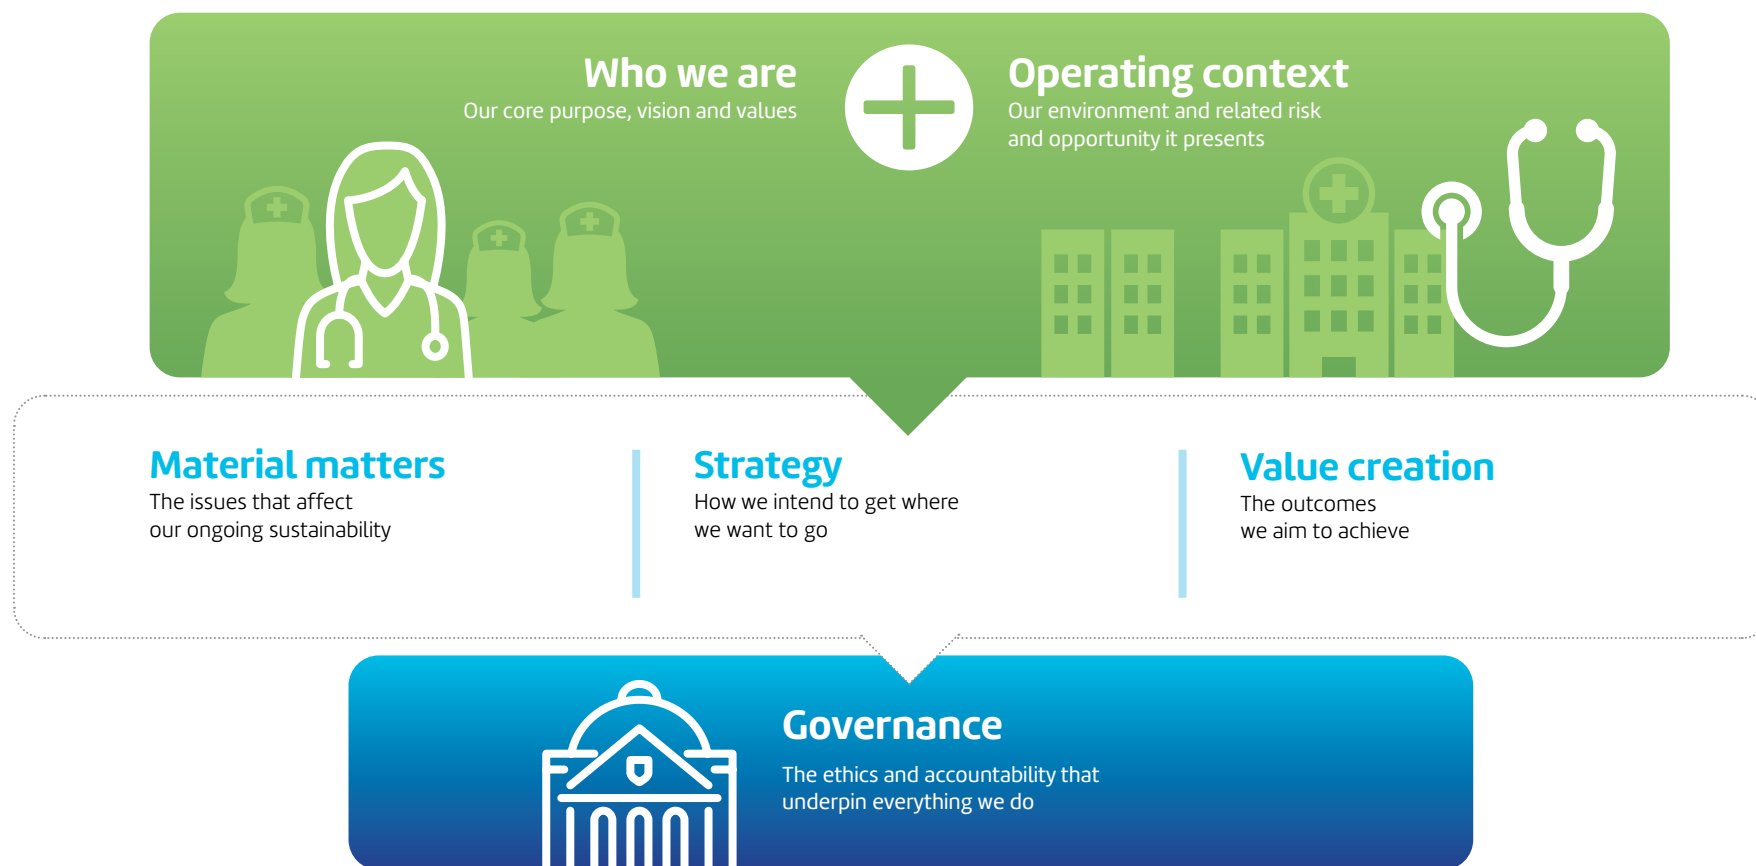 Who we are
Our core purpose, vision and values
Operating context
Our environment and related risk
and opportunity it presents
Material matters
The issues that affect
our ongoing sustainability
Strategy
How we intend to get where
we want to go
Value creation
The outcomes
we aim to achieve
Governance
The ethics and accountability that
underpin everything we do